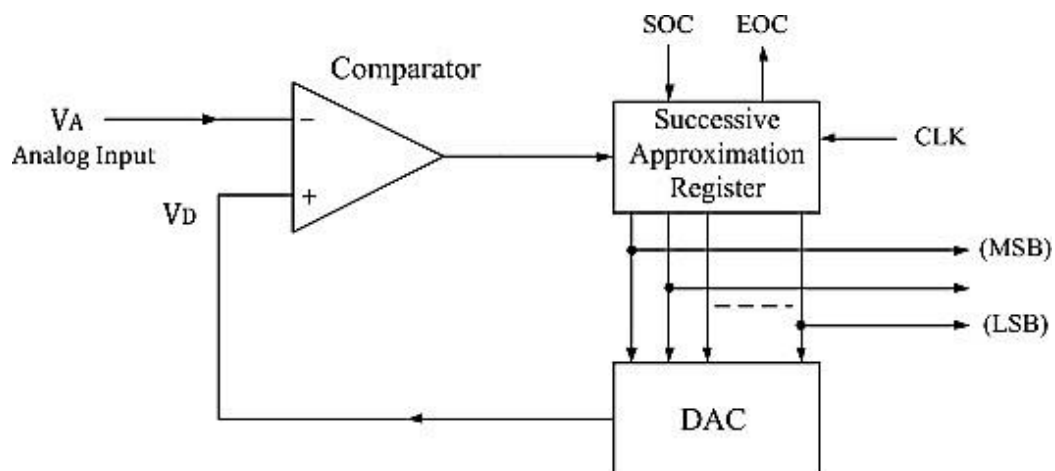 SOC
EOC
Comparator
VA
Analog Input
−
+
VD
Successive
Approximation
Register
CLK
(MSB)
(LSB)
DAC